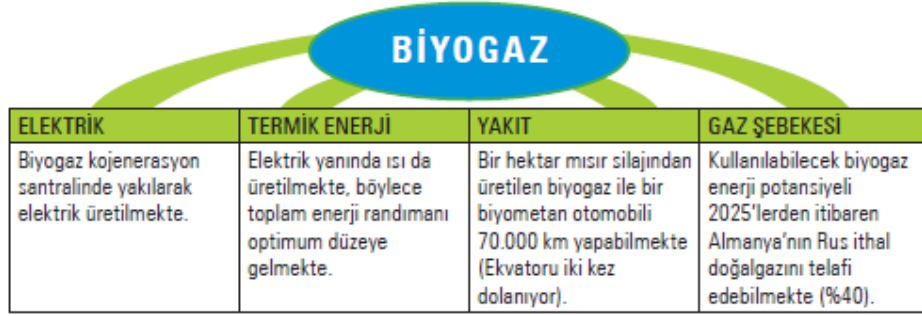 BİYOGAZ
ELEKTRİK
Biyogaz kojenerasyon
santralinde yakılarak
elektrik üretilmekte.
TERMİK ENERJİ
Elektrik yanında ısı da
üretilmekte, böylece
toplam enerji randımanı
optimum düzeye
gelmekte.
YAKIT
Bir hektar mısır silajından
üretilen biyogaz ile bir
biyometan otomobili
70.000 km yapabilmekte
(Ekvatoru iki kez
dolanıyor).
GAZ ŞEBEKESİ
Kullanılabilecek biyogaz
enerji potansiyeli
2025'lerden itibaren
Almanya'nın Rus ithal
doğalgazını telafi
edebilmekte (%40).